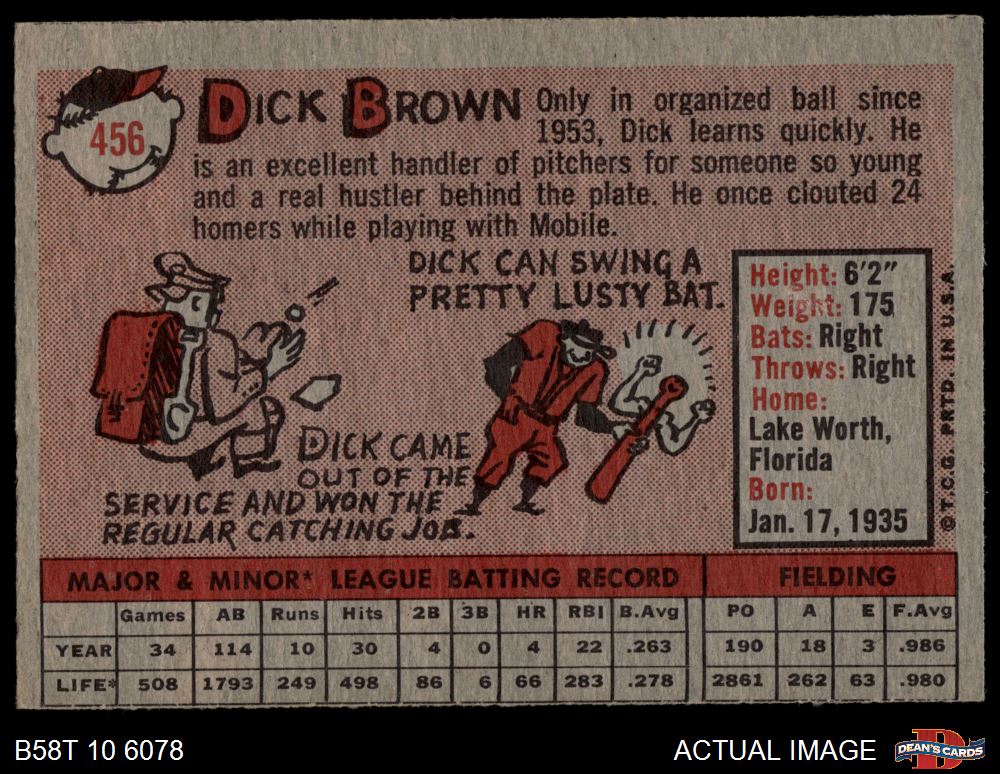 456
DICK BROWN
Only in organized ball since
1953, Dick learns quickly. He
is an excellent handler of pitchers for someone so young
and a real hustler behind the plate. He once clouted 24
homers while playing with Mobile.
DICK CAN SWING A
PRETTY LUSTY BAT.
DICK CAME
OUT OF THE
SERVICE AND WON THE
REGULAR CATCHING JOB.
Height: 6'2"
Weight: 175
Bats: Right
Throws: Right
Home:
Lake Worth,
Florida
Born:
Jan. 17, 1935
© T.C.G. PRTD. IN U.S.A.
MAJOR & MINOR* LEAGUE BATTING RECORD FIELDING
Games AB Runs Hits 2B 3B HR RBI B.Avg PO A E F.Avg
YEAR 34 114 10 30 4 0 4 22 .263 190 18 3 .986
LIFE* 508 1793 249 498 86 6 66 283 .278 2861 262 63 .980
B58T 10 6078
ACTUAL IMAGE
DEAN'S CARDS